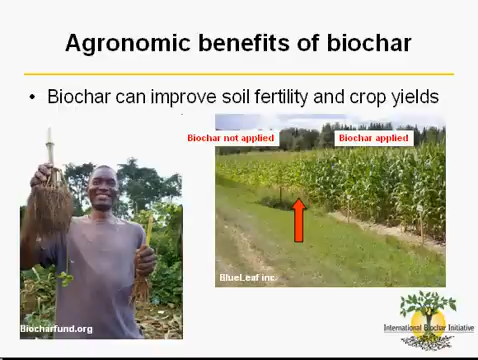 Agronomic benefits of biochar
• Biochar can improve soil fertility and crop yields
Biochar not applied
Biochar applied
BlueLeaf inc.
Biocharfund.org
International Biochar Initiative